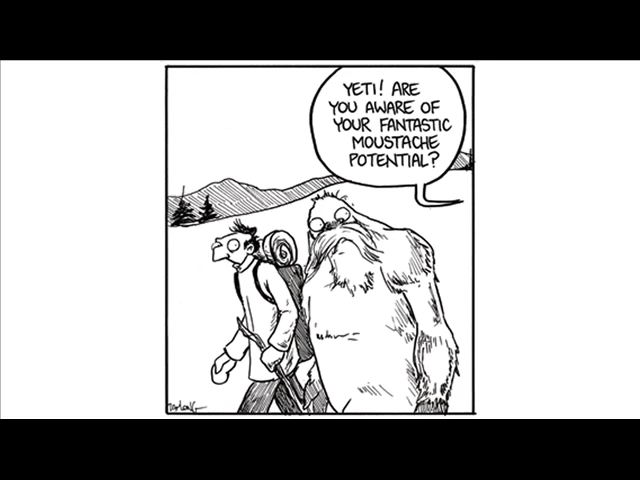 YETI! ARE
YOU AWARE OF
YOUR FANTASTIC
MOUSTACHE
POTENTIAL?